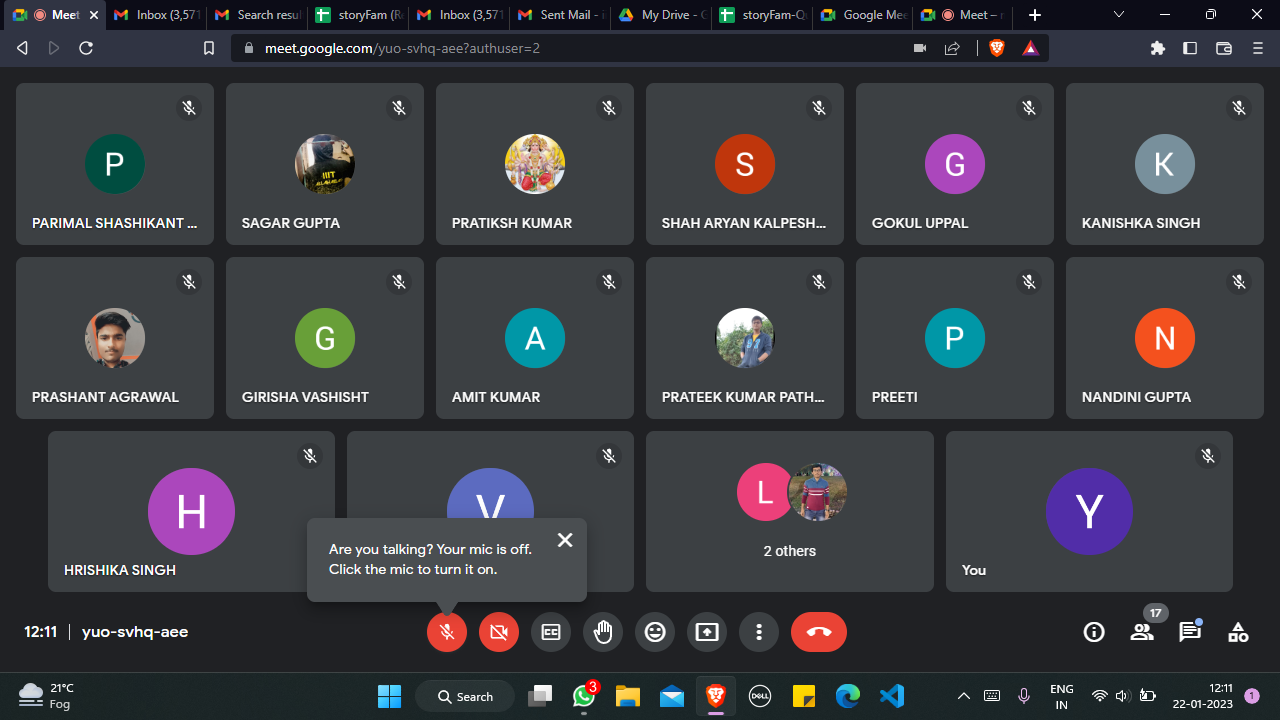 Meet
Inbox (3,571
Search resu
storyFam (R
Inbox (3,571
Sent Mail -
My Drive -
storyFam-Q
Google Mee
Meet –
meet.google.com/yuo-svhq-aee?authuser=2
P
S
G
K
PARIMAL SHASHIKANT ...
SAGAR GUPTA
PRATIKSH KUMAR
SHAH ARYAN KALPESH...
GOKUL UPPAL
KANISHKA SINGH
G
A
P
N
PRASHANT AGRAWAL
GIRISHA VASHISHT
AMIT KUMAR
PRATEEK KUMAR PATH...
PREETI
NANDINI GUPTA
H
V
L
Y
HRISHIKA SINGH
2 others
You
Are you talking? Your mic is off.
Click the mic to turn it on.
12:11 | yuo-svhq-aee
CC
17
21°C
Fog
Search
3
DELL
ENG
IN
12:11
22-01-2023
1